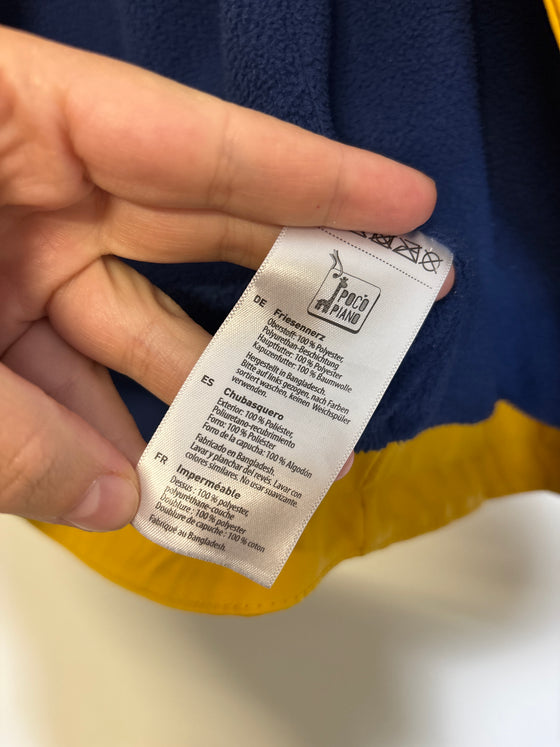 POCO
PIANO
DE
Friesennerz
Oberstoff: 100 % Polyester,
Polyurethan-Beschichtung
Hauptfutter: 100 % Polyester
Kapuzenfutter: 100 % Baumwolle
Hergestellt in Bangladesch.
Bitte auf links gezogen, nach Farben
sortiert waschen, keinen Weichspüler
verwenden.
ES
Chubasquero
Exterior: 100 % Poliéster,
Poliuretano-recubrimiento
Forro: 100 % Poliéster
Forro de la capucha: 100 % Algodón
Fabricado en Bangladesh.
Lavar y planchar del revés. Lavar con
colores similares. No usar suavizante.
FR
Imperméable
Dessus : 100 % polyester,
polyuréthane-couche
Doublure : 100 % polyester
Doublure de capuche : 100 % coton
Fabriqué au Bangladesh.